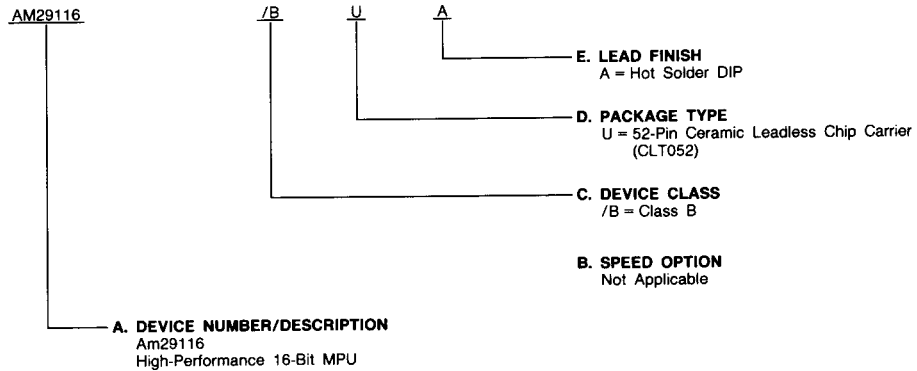 AM29116 /B U A
E. LEAD FINISH
A = Hot Solder DIP
D. PACKAGE TYPE
U = 52-Pin Ceramic Leadless Chip Carrier
(CLT052)
C. DEVICE CLASS
/B = Class B
B. SPEED OPTION
Not Applicable
A. DEVICE NUMBER/DESCRIPTION
Am29116
High-Performance 16-Bit MPU